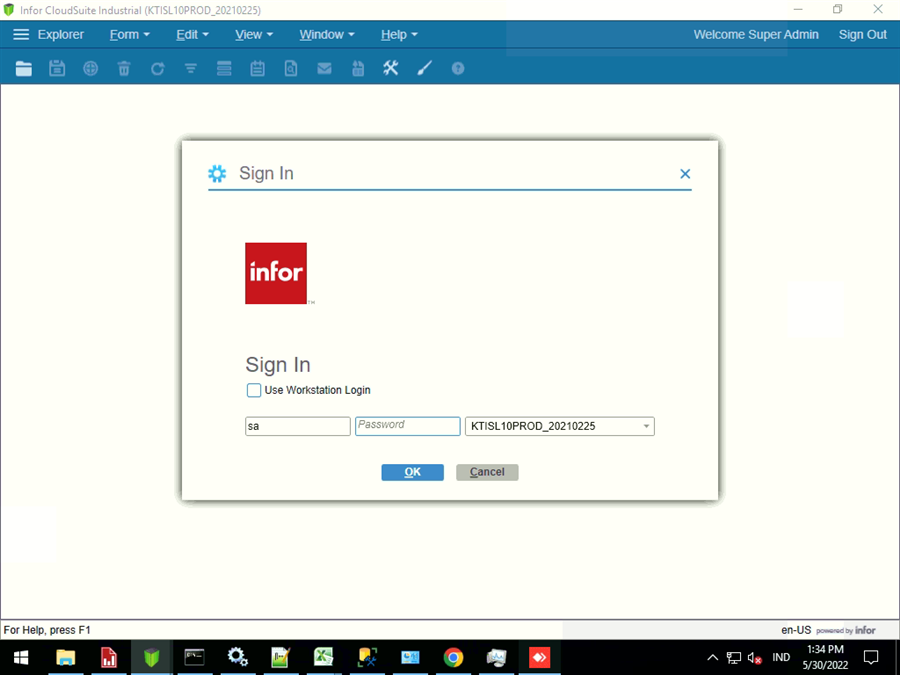 Infor CloudSuite Industrial (KTISL10PROD_20210225)
Explorer Form Edit View Window Help Welcome Super Admin Sign Out
Sign In
infor
™
Sign In
Use Workstation Login
sa Password KTISL10PROD_20210225
OK Cancel
For Help, press F1 en-US powered by infor
IND 1:34 PM
5/30/2022